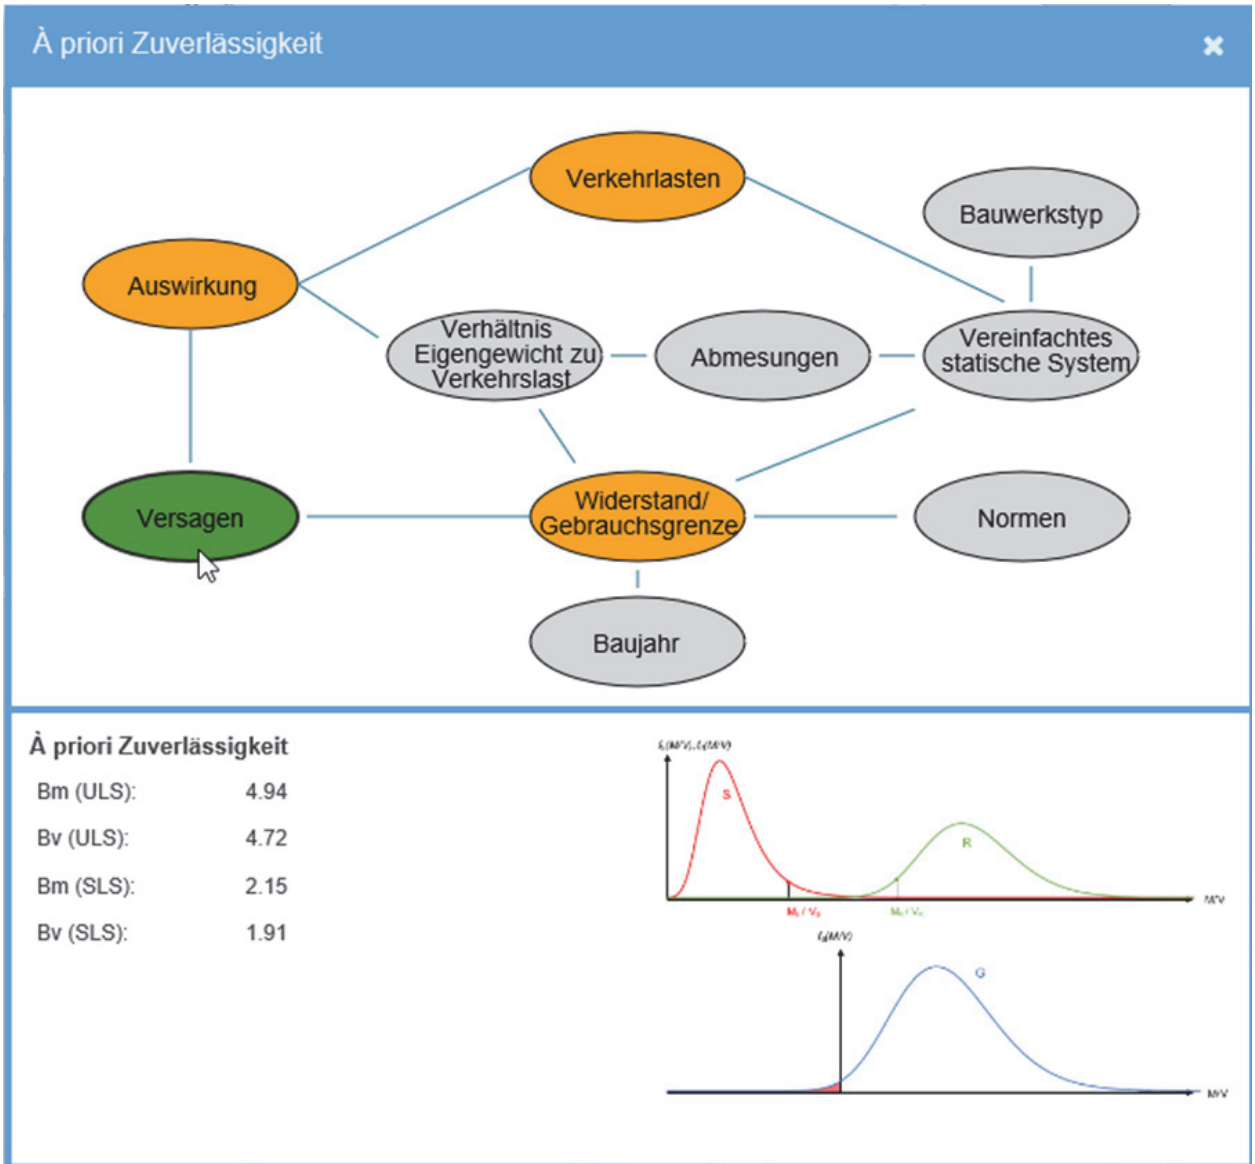 À priori Zuverlässigkeit
Verkehrlasten
Bauwerkstyp
Auswirkung
Verhältnis
Eigengewicht zu
Verkehrslast
Abmesungen
Vereinfachtes
statische System
Versagen
Widerstand/
Gebrauchsgrenze
Normen
Baujahr
À priori Zuverlässigkeit
Bm (ULS): 4.94
Bv (ULS): 4.72
Bm (SLS): 2.15
Bv (SLS): 1.91
S
R
M/V
G
M/V